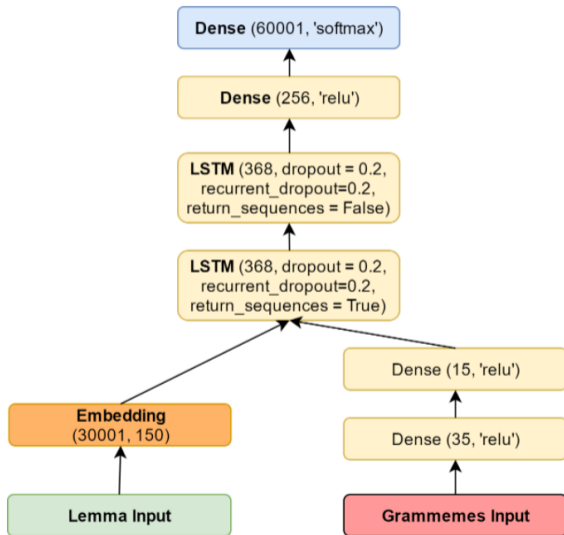 Dense (60001, 'softmax')
Dense (256, 'relu')
LSTM (368, dropout = 0.2,
recurrent_dropout=0.2,
return_sequences = False)
LSTM (368, dropout = 0.2,
recurrent_dropout=0.2,
return_sequences = True)
Dense (15, 'relu')
Embedding
(30001, 150)
Dense (35, 'relu')
Lemma Input
Grammemes Input